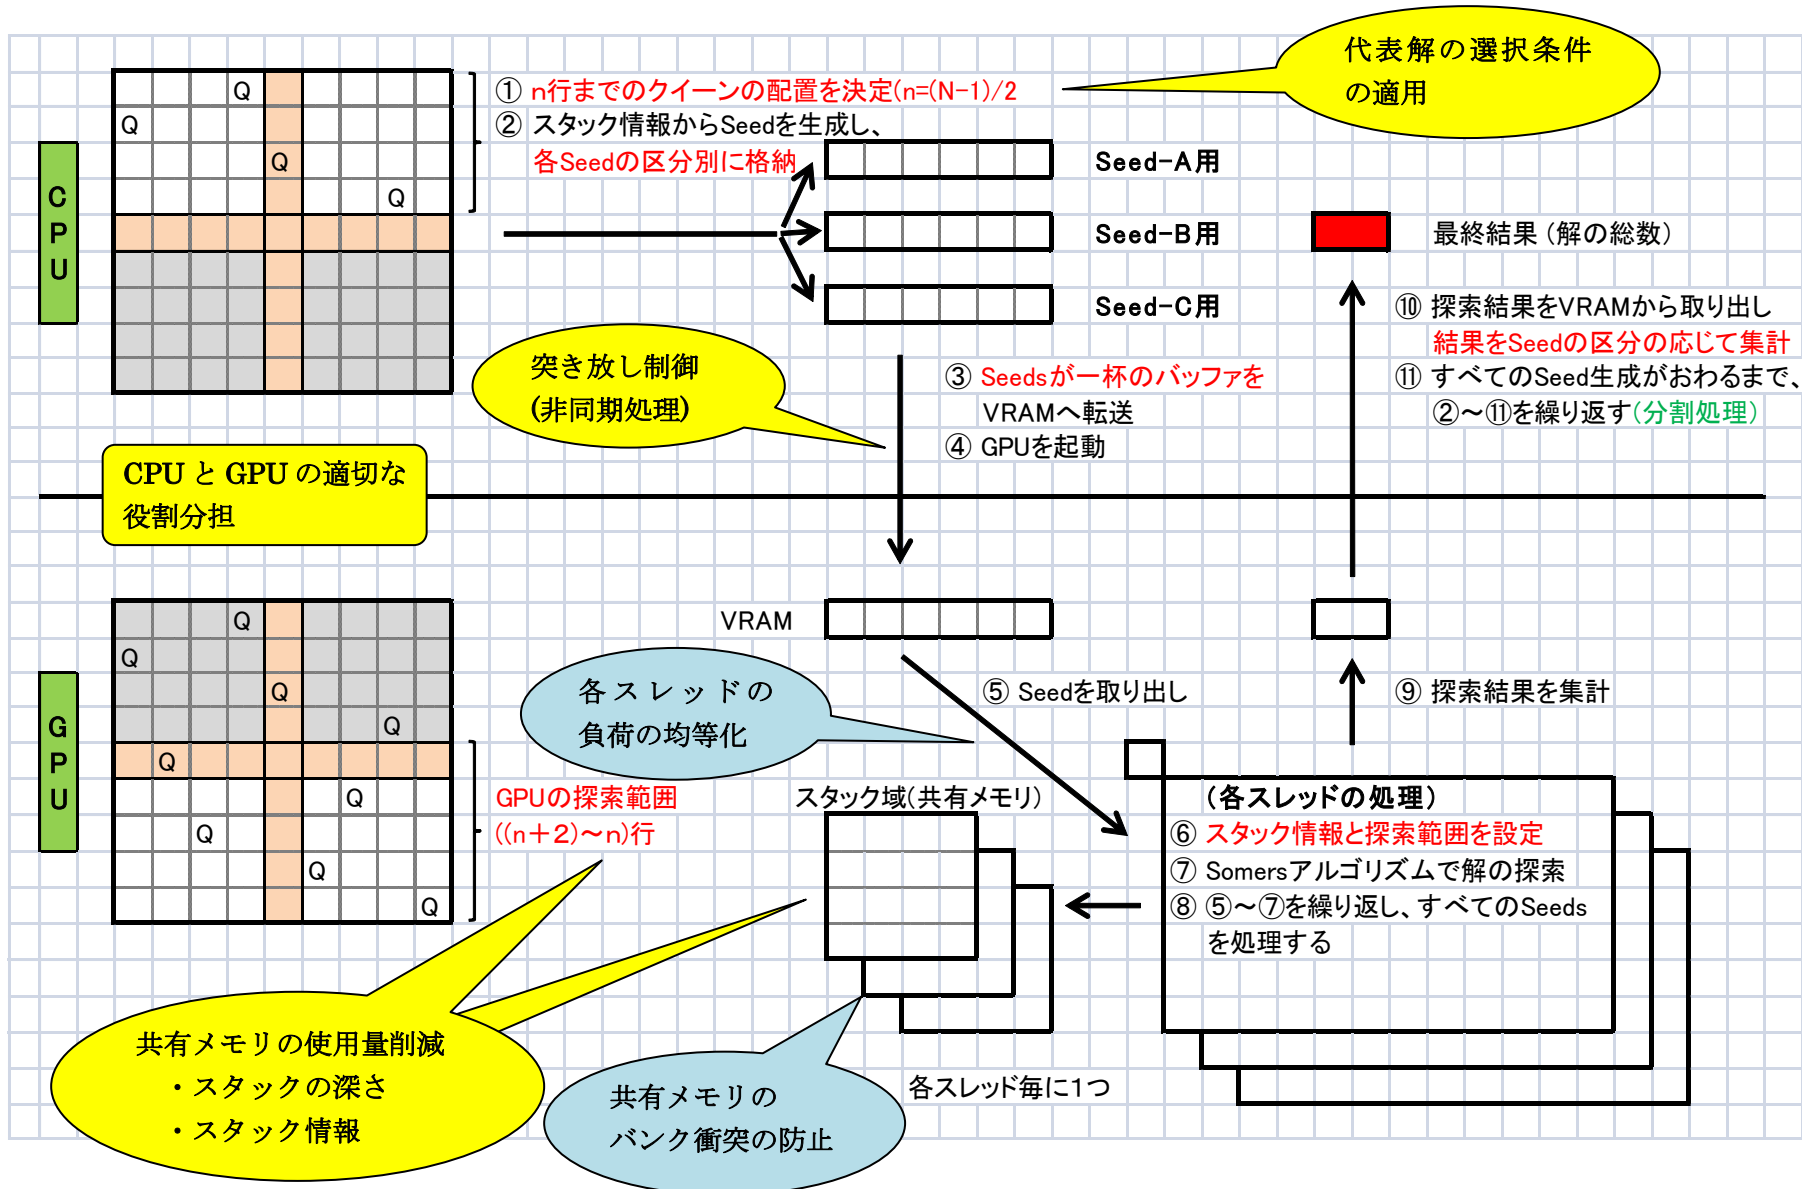 代表解の選択条件
の適用
① n行までのクイーンの配置を決定(n=(N-1)/2
② スタック情報からSeedを生成し、
各Seedの区分別に格納
Q
Q
Q
Q
C
P
U
Seed-A用
Seed-B用
Seed-C用
最終結果 (解の総数)
突き放し制御
(非同期処理)
③ Seedsが一杯のバッファを
VRAMへ転送
④ GPUを起動
⑩ 探索結果をVRAMから取り出し
結果をSeedの区分の応じて集計
⑪ すべてのSeed生成がおわるまで、
②～⑪を繰り返す(分割処理)
CPU と GPU の適切な
役割分担
G
P
U
Q
Q
Q
Q
Q
Q
Q
Q
Q
VRAM
各スレッドの
負荷の均等化
⑤ Seedを取り出し
⑨ 探索結果を集計
GPUの探索範囲
((n＋2)～n)行
スタック域(共有メモリ)
(各スレッドの処理)
⑥ スタック情報と探索範囲を設定
⑦ Somersアルゴリズムで解の探索
⑧ ⑤～⑦を繰り返し、すべてのSeeds
を処理する
共有メモリの使用量削減
・スタックの深さ
・スタック情報
共有メモリの
バンク衝突の防止
各スレッド毎に1つ